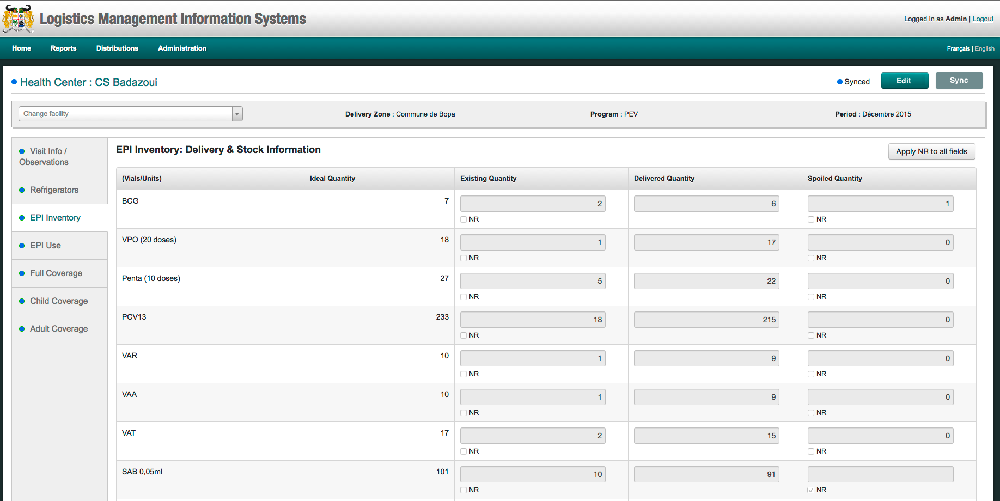 Logistics Management Information Systems
Logged in as Admin | Logout
Home Reports Distributions Administration
Français | English
Health Center : CS Badazoui
Synced Edit Sync
Change facility
Delivery Zone : Commune de Bopa
Program : PEV
Period : Décembre 2015
Visit Info /
Observations
Refrigerators
EPI Inventory
EPI Use
Full Coverage
Child Coverage
Adult Coverage
EPI Inventory: Delivery & Stock Information
Apply NR to all fields
(Vials/Units) Ideal Quantity Existing Quantity Delivered Quantity Spoiled Quantity
BCG 7 2 6 1
NR NR
VPO (20 doses) 18 1 17 0
NR NR
Penta (10 doses) 27 5 22 0
NR NR
PCV13 233 18 215 0
NR NR
VAR 10 1 9 0
NR NR
VAA 10 1 9 0
NR NR
VAT 17 2 15 0
NR NR
SAB 0,05ml 101 10 91
NR NR